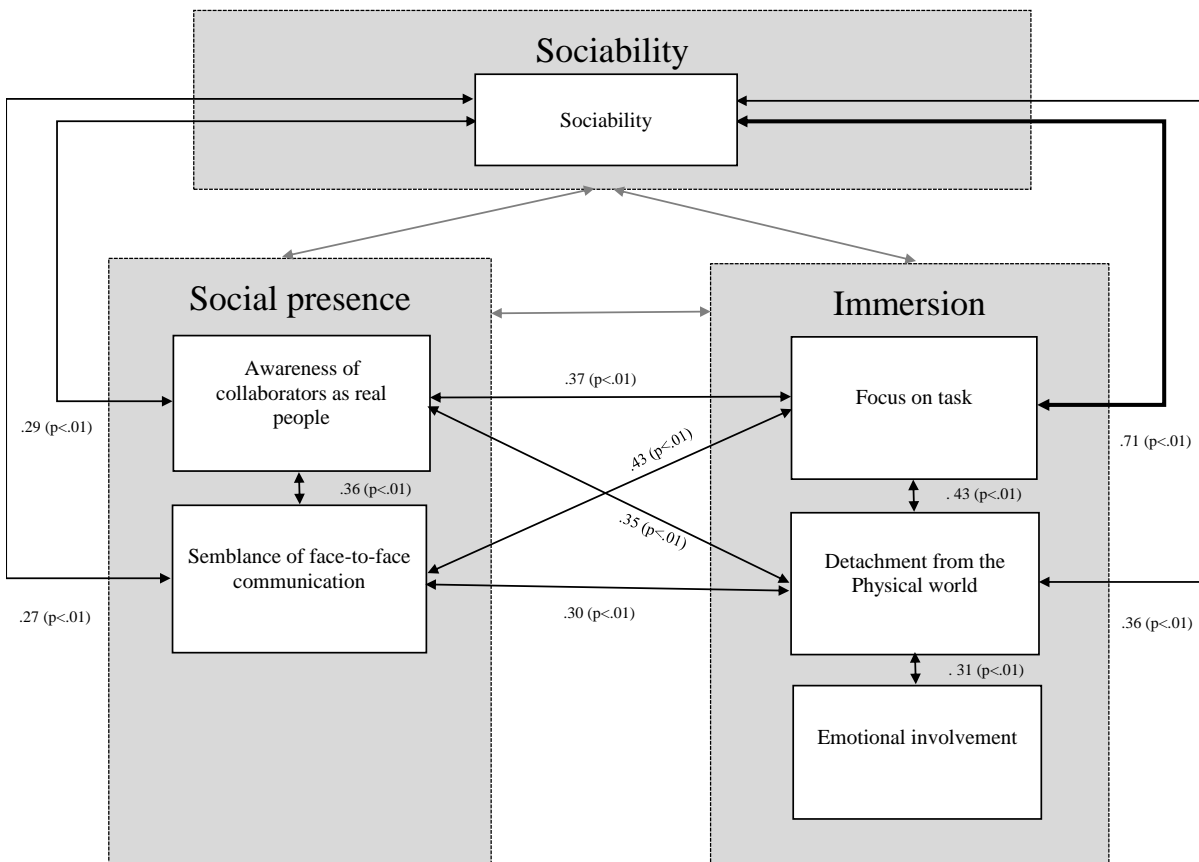 Sociability
Sociability
Social presence
Immersion
Awareness of
collaborators as real
people
.37 (p<.01)
Focus on task
.29 (p<.01)
.43 (p<.01)
.71 (p<.01)
.36 (p<.01)
.35 (p<.01)
. 43 (p<.01)
Semblance of face-to-face
communication
Detachment from the
Physical world
.27 (p<.01)
.30 (p<.01)
.36 (p<.01)
. 31 (p<.01)
Emotional involvement